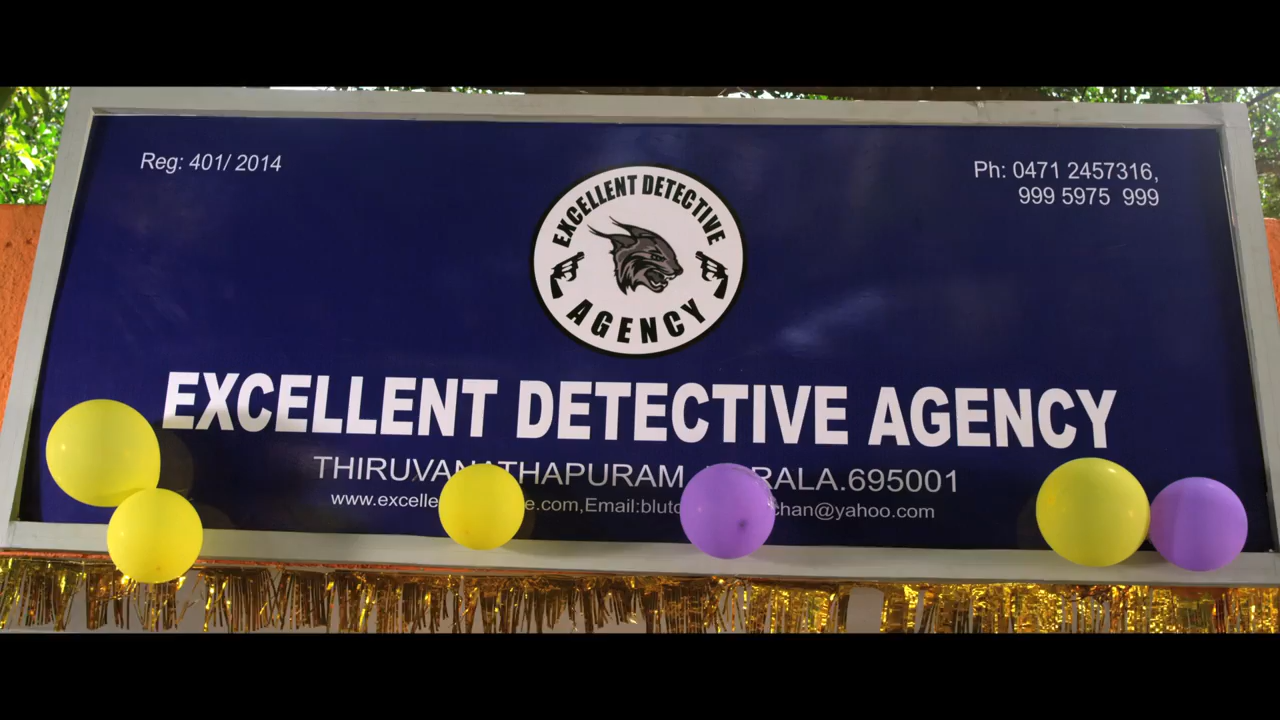 Reg: 401/ 2014
Ph: 0471 2457316,
999 5975 999
EXCELLENT DETECTIVE
AGENCY
EXCELLENT DETECTIVE AGENCY
THIRUVANATHAPURAM RALA.695001
www.excelle e.com,Email:blut chan@yahoo.com